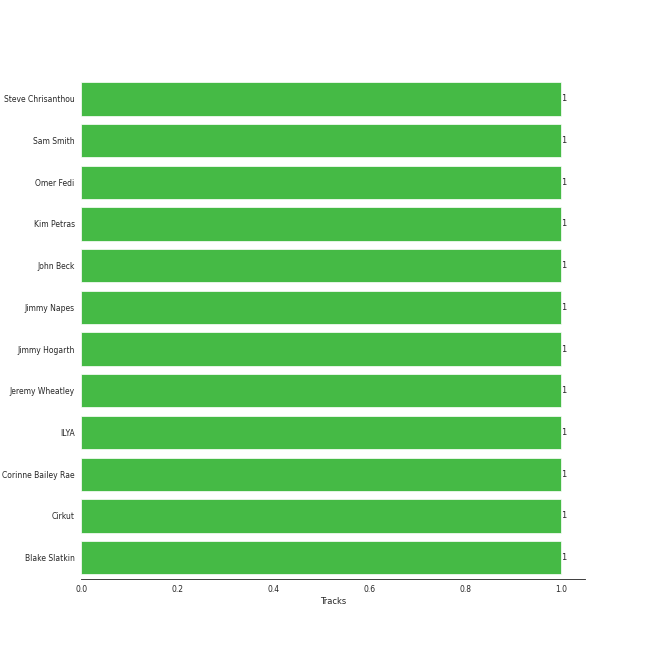 Steve Chrisanthou 1
Sam Smith 1
Omer Fedi 1
Kim Petras 1
John Beck 1
Jimmy Napes 1
Jimmy Hogarth 1
Jeremy Wheatley 1
ILYA 1
Corinne Bailey Rae 1
Cirkut 1
Blake Slatkin 1
0.0 0.2 0.4 0.6 0.8 1.0
Tracks